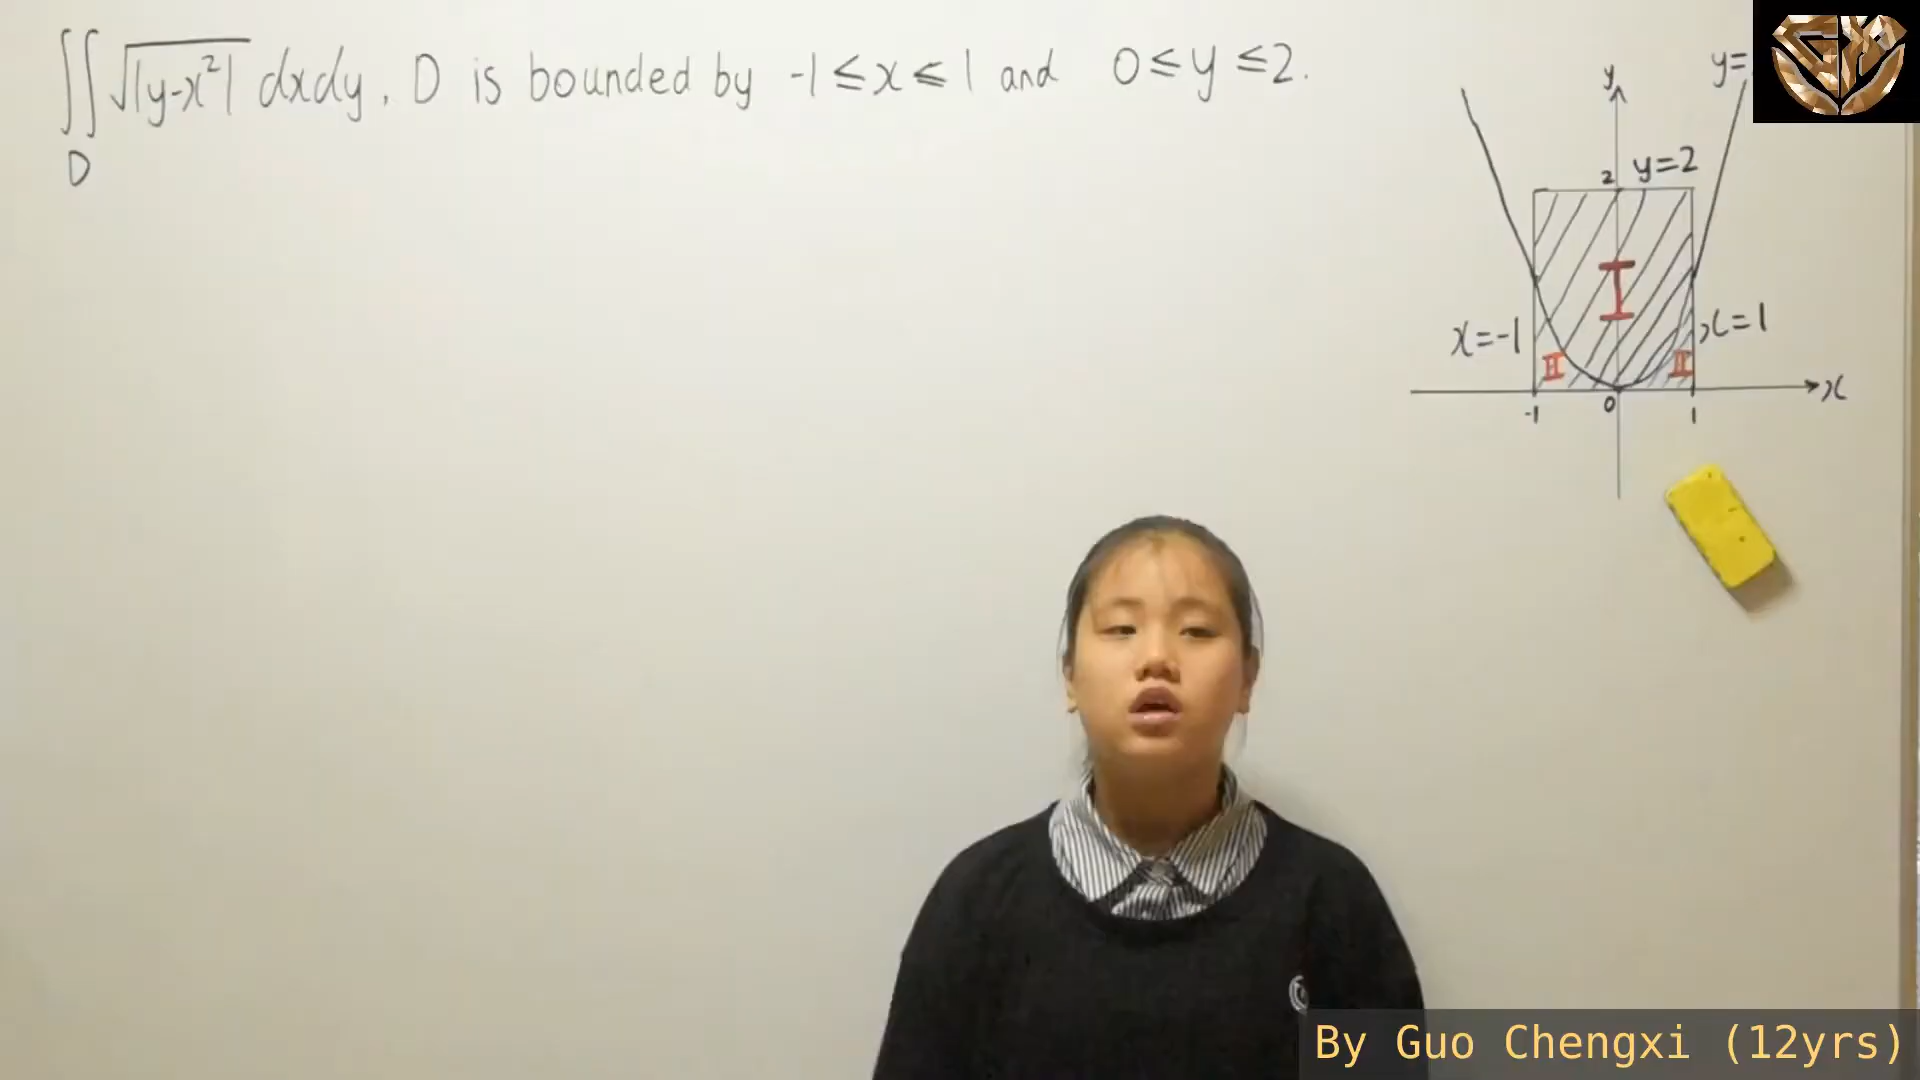 ∬ √|y-x²| dxdy, D is bounded by -1 ≤ x ≤ 1 and 0 ≤ y ≤ 2.
D
y=
y
2 y=2
I
x=-1
x=1
II
II
x
-1
0
1
By Guo Chengxi (12yrs)